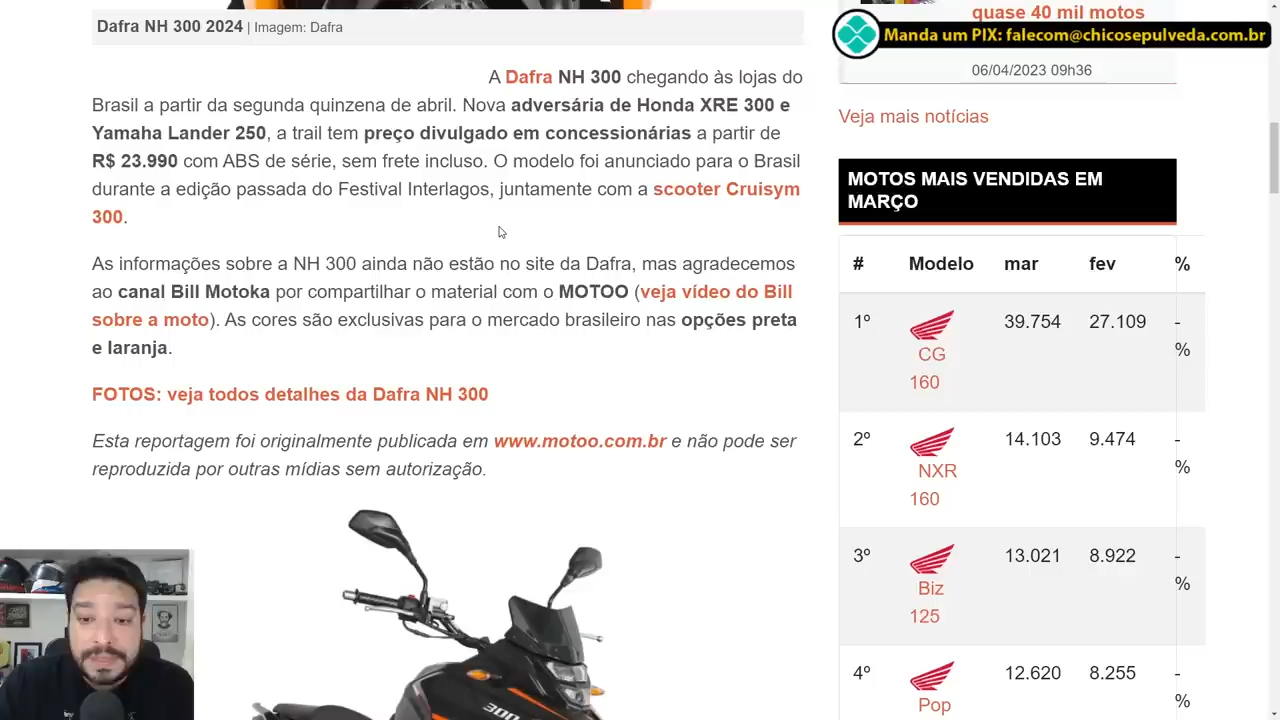 Dafra NH 300 2024 | Imagem: Dafra
A Dafra NH 300 chegando às lojas do
Brasil a partir da segunda quinzena de abril. Nova adversária de Honda XRE 300 e
Yamaha Lander 250, a trail tem preço divulgado em concessionárias a partir de
R$ 23.990 com ABS de série, sem frete incluso. O modelo foi anunciado para o Brasil
durante a edição passada do Festival Interlagos, juntamente com a scooter Cruisym
300.
As informações sobre a NH 300 ainda não estão no site da Dafra, mas agradecemos
ao canal Bill Motoka por compartilhar o material com o MOTOO (veja vídeo do Bill
sobre a moto). As cores são exclusivas para o mercado brasileiro nas opções preta
e laranja.
FOTOS: veja todos detalhes da Dafra NH 300
Esta reportagem foi originalmente publicada em www.motoo.com.br e não pode ser
reproduzida por outras mídias sem autorização.
300
quase 40 mil motos
Manda um PIX: falecom@chicosepulveda.com.br
06/04/2023 09h36
Veja mais notícias
MOTOS MAIS VENDIDAS EM
MARÇO
# Modelo mar fev %
1º CG 160 39.754 27.109 -%
2º NXR 160 14.103 9.474 -%
3º Biz 125 13.021 8.922 -%
4º Pop 12.620 8.255 -%